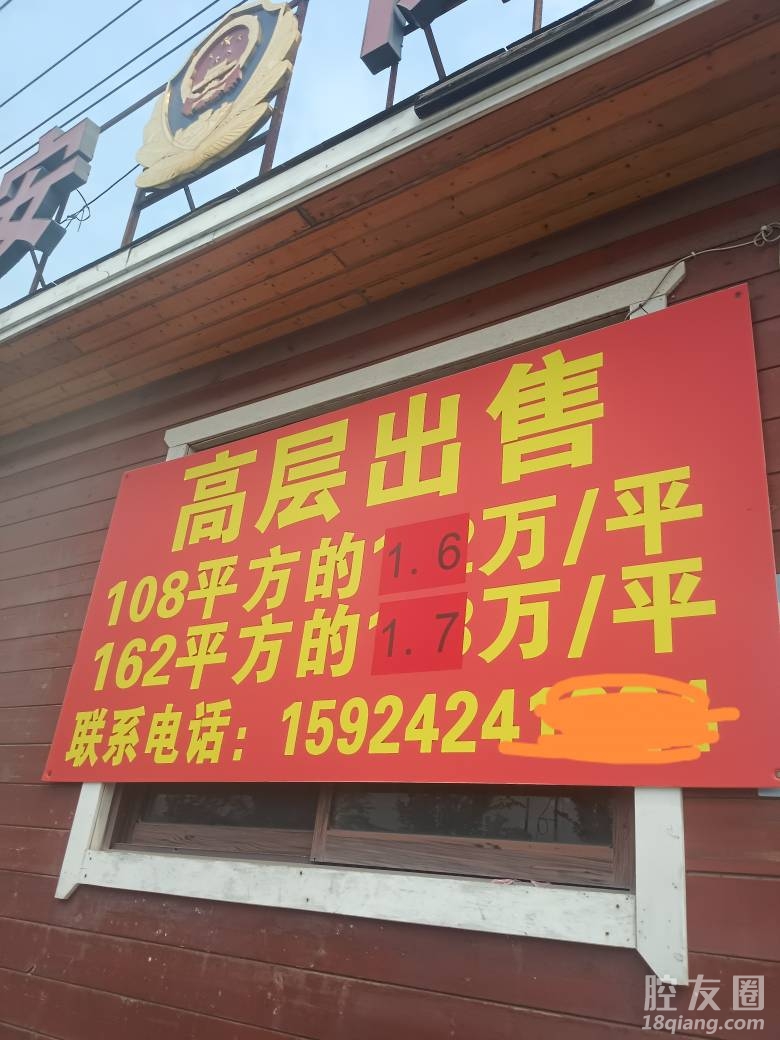 安
高层出售
108平方的1.6万/平
162平方的1.7万/平
联系电话：15924241
腔友圈
18qiang.com